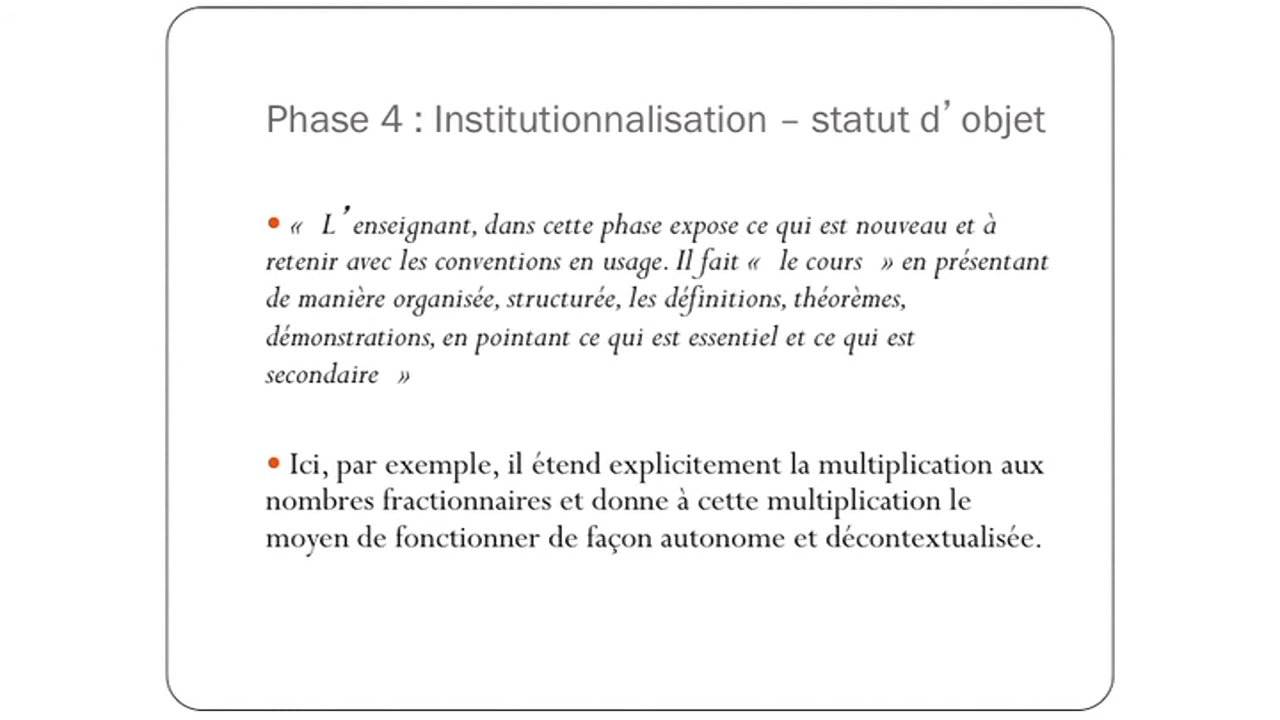 Phase 4 : Institutionnalisation – statut d’ objet
• « L’enseignant, dans cette phase expose ce qui est nouveau et à
retenir avec les conventions en usage. Il fait « le cours » en présentant
de manière organisée, structurée, les définitions, théorèmes,
démonstrations, en pointant ce qui est essentiel et ce qui est
secondaire »
• Ici, par exemple, il étend explicitement la multiplication aux
nombres fractionnaires et donne à cette multiplication le
moyen de fonctionner de façon autonome et décontextualisée.